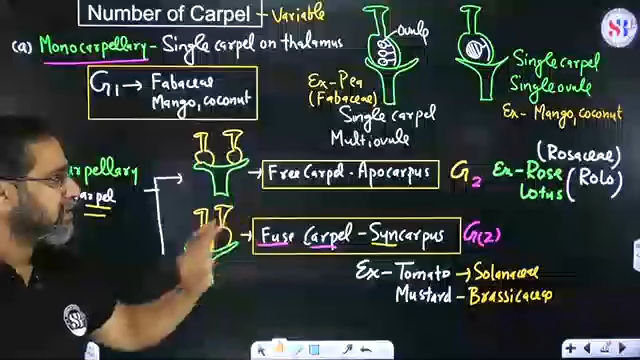 Number of Carpel - Variable
(a) Monocarpellary - Single carpel on thalamus
G1 → Fabaceae
Mango, coconut
ovule
Ex - Pea
(Fabaceae)
Single carpel
Multiovule
Single carpel
Single ovule
Ex - Mango, coconut
Free Carpel - Apocarpus
G2
Ex - Rose
Lotus
(Rosaceae)
(RoLo)
Fuse Carpel - Syncarpus
G(2)
Ex - Tomato → Solanaceae
Mustard - Brassicaceae